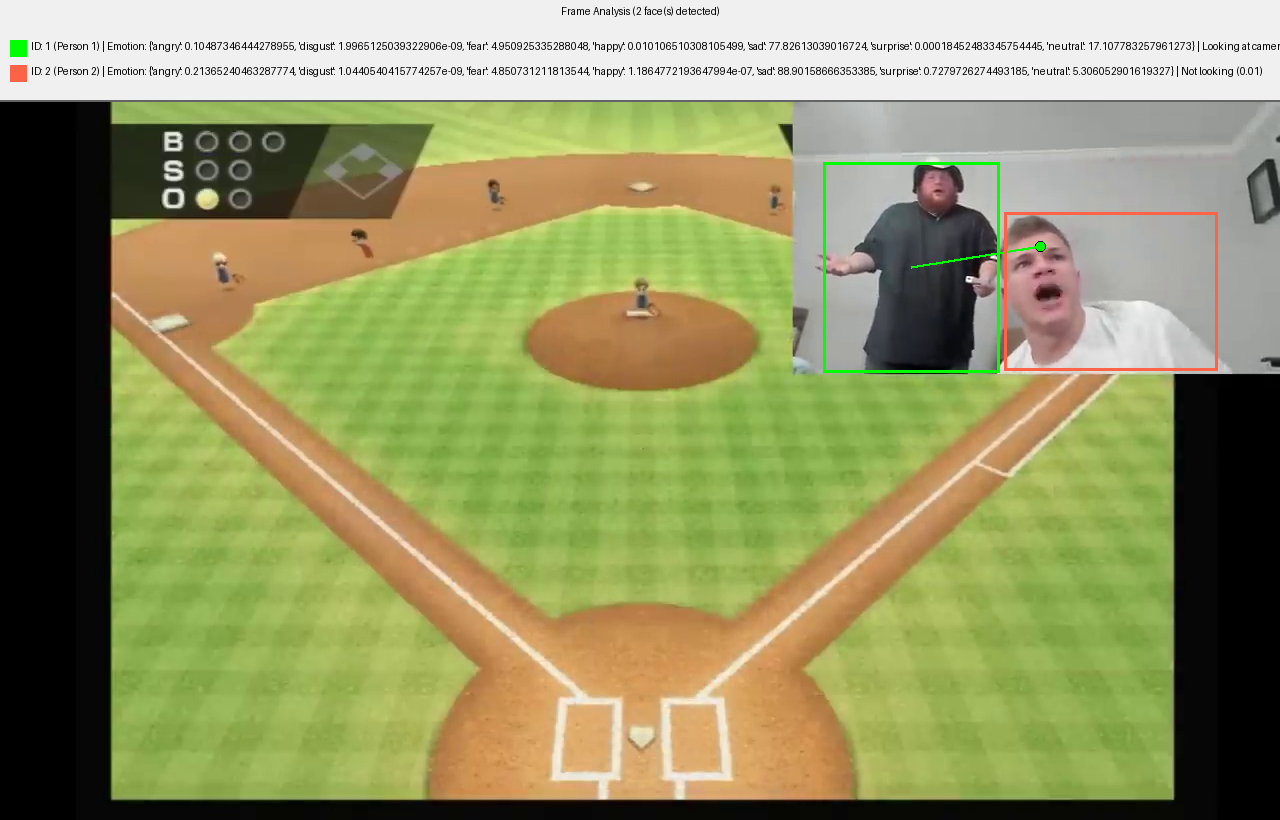 Frame Analysis (2 face(s) detected)
ID: 1 (Person 1) | Emotion: {'angry': 0.10487346444278955, 'disgust': 1.9965125039322906e-09, 'fear': 4.950925335288048, 'happy': 0.010106510308105499, 'sad': 77.82613039016724, 'surprise': 0.00018452483345754445, 'neutral': 17.107783257961273} | Looking at camer
ID: 2 (Person 2) | Emotion: {'angry': 0.21365240463287774, 'disgust': 1.0440540415774257e-09, 'fear': 4.850731211813544, 'happy': 1.1864772193647994e-07, 'sad': 88.90158666353385, 'surprise': 0.7279726274493185, 'neutral': 5.306052901619327} | Not looking (0.01)
B
S
O